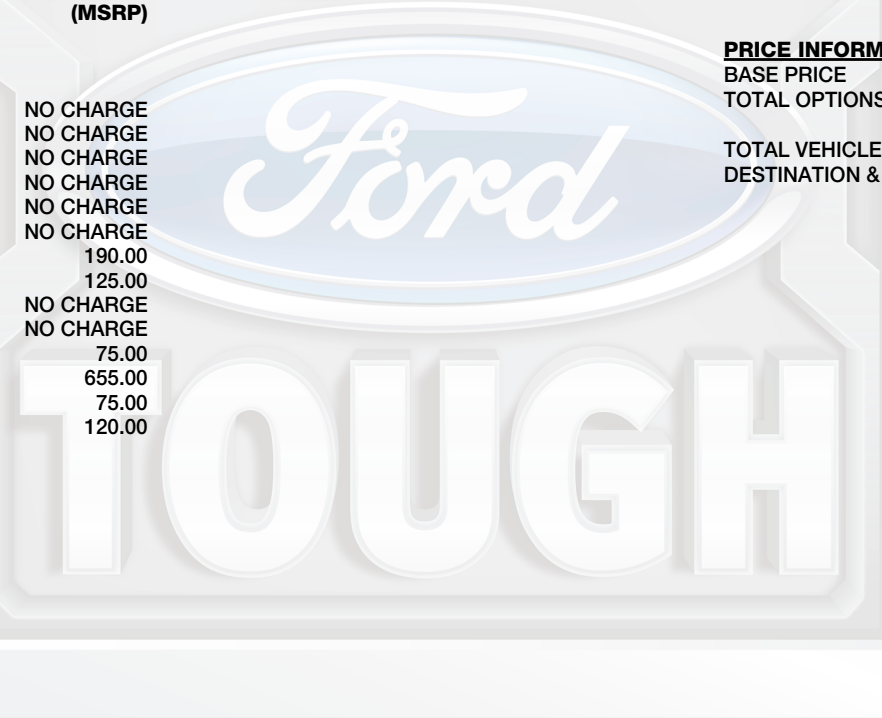 (MSRP)
NO CHARGE
NO CHARGE
NO CHARGE
NO CHARGE
NO CHARGE
NO CHARGE
190.00
125.00
NO CHARGE
NO CHARGE
75.00
655.00
75.00
120.00
PRICE INFORM
BASE PRICE
TOTAL OPTIONS
TOTAL VEHICLE
DESTINATION &
Ford
TOUGH